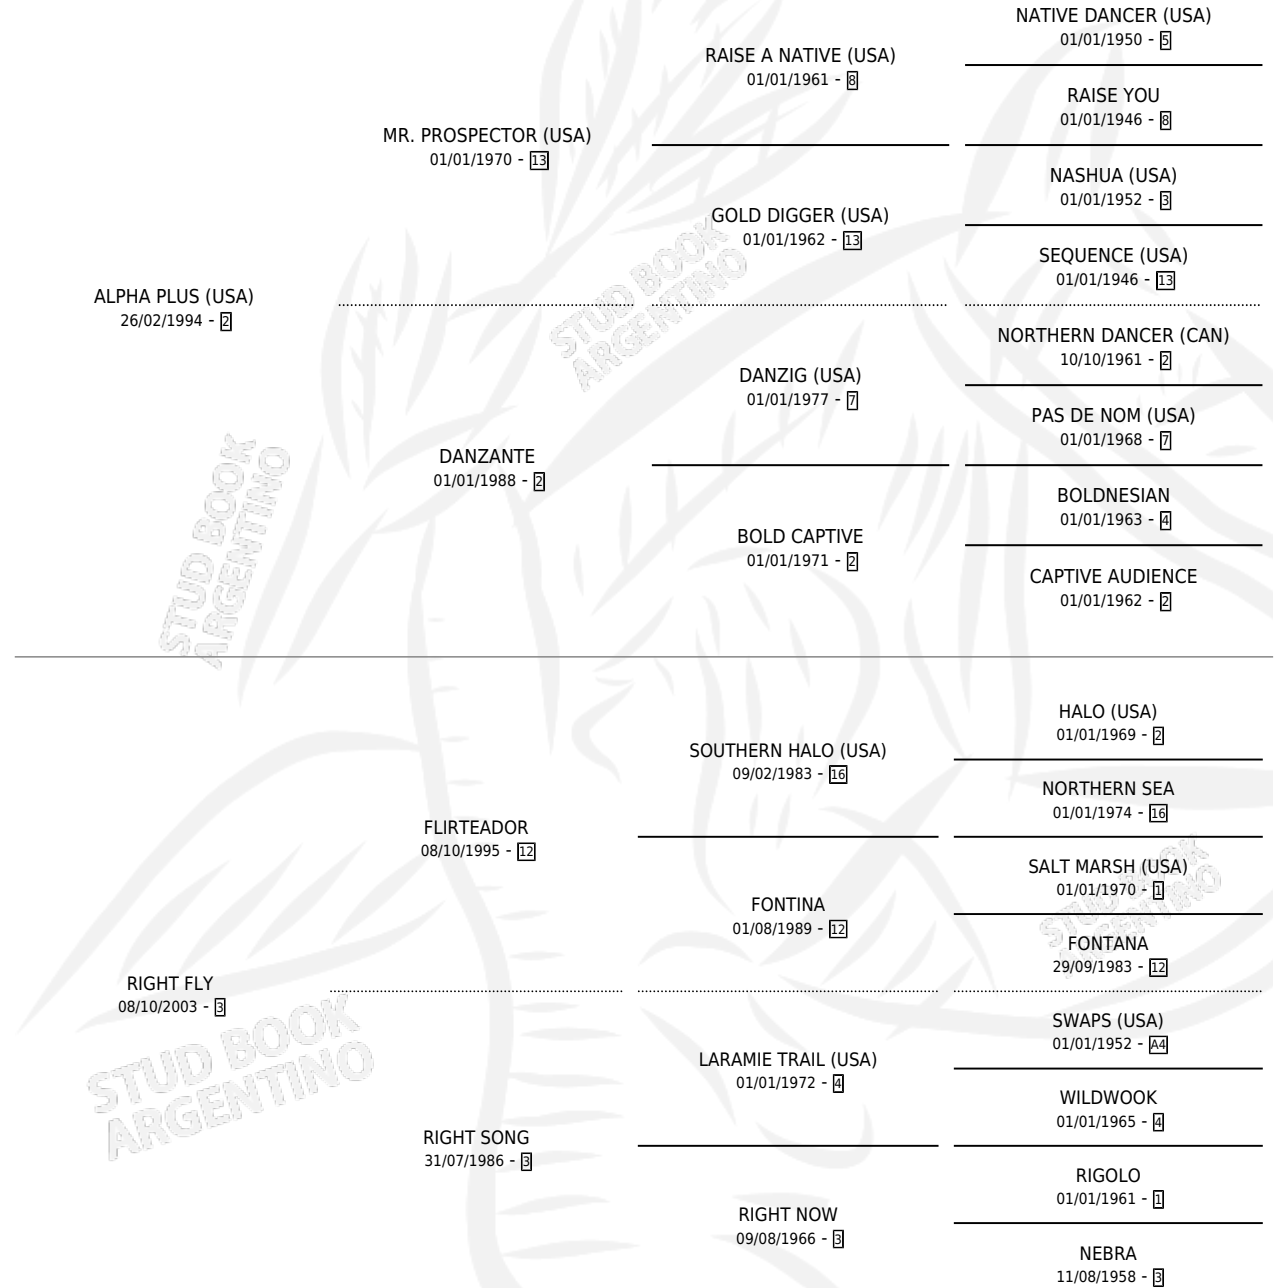 NATIVE DANCER (USA)
01/01/1950 - 5
RAISE A NATIVE (USA)
01/01/1961 - 8
RAISE YOU
01/01/1946 - 8
MR. PROSPECTOR (USA)
01/01/1970 - 13
NASHUA (USA)
01/01/1952 - 3
GOLD DIGGER (USA)
01/01/1962 - 13
SEQUENCE (USA)
01/01/1946 - 13
ALPHA PLUS (USA)
26/02/1994 - 2
STUD BOOK
ARGENTINO
NORTHERN DANCER (CAN)
10/10/1961 - 2
DANZIG (USA)
01/01/1977 - 7
PAS DE NOM (USA)
01/01/1968 - 7
DANZANTE
01/01/1988 - 2
BOLDNESIAN
01/01/1963 - 4
BOLD CAPTIVE
01/01/1971 - 2
CAPTIVE AUDIENCE
01/01/1962 - 2
STUD BOOK
ARGENTINO
HALO (USA)
01/01/1969 - 2
SOUTHERN HALO (USA)
09/02/1983 - 16
NORTHERN SEA
01/01/1974 - 16
FLIRTEADOR
08/10/1995 - 12
SALT MARSH (USA)
01/01/1970 - 1
FONTINA
01/08/1989 - 12
STUD BOOK
ARGENTINO
FONTANA
29/09/1983 - 12
RIGHT FLY
08/10/2003 - 3
STUD BOOK
ARGENTINO
SWAPS (USA)
01/01/1952 - A4
LARAMIE TRAIL (USA)
01/01/1972 - 4
WILDWOOK
01/01/1965 - 4
RIGHT SONG
31/07/1986 - 3
RIGOLO
01/01/1961 - 1
RIGHT NOW
09/08/1966 - 3
NEBRA
11/08/1958 - 3